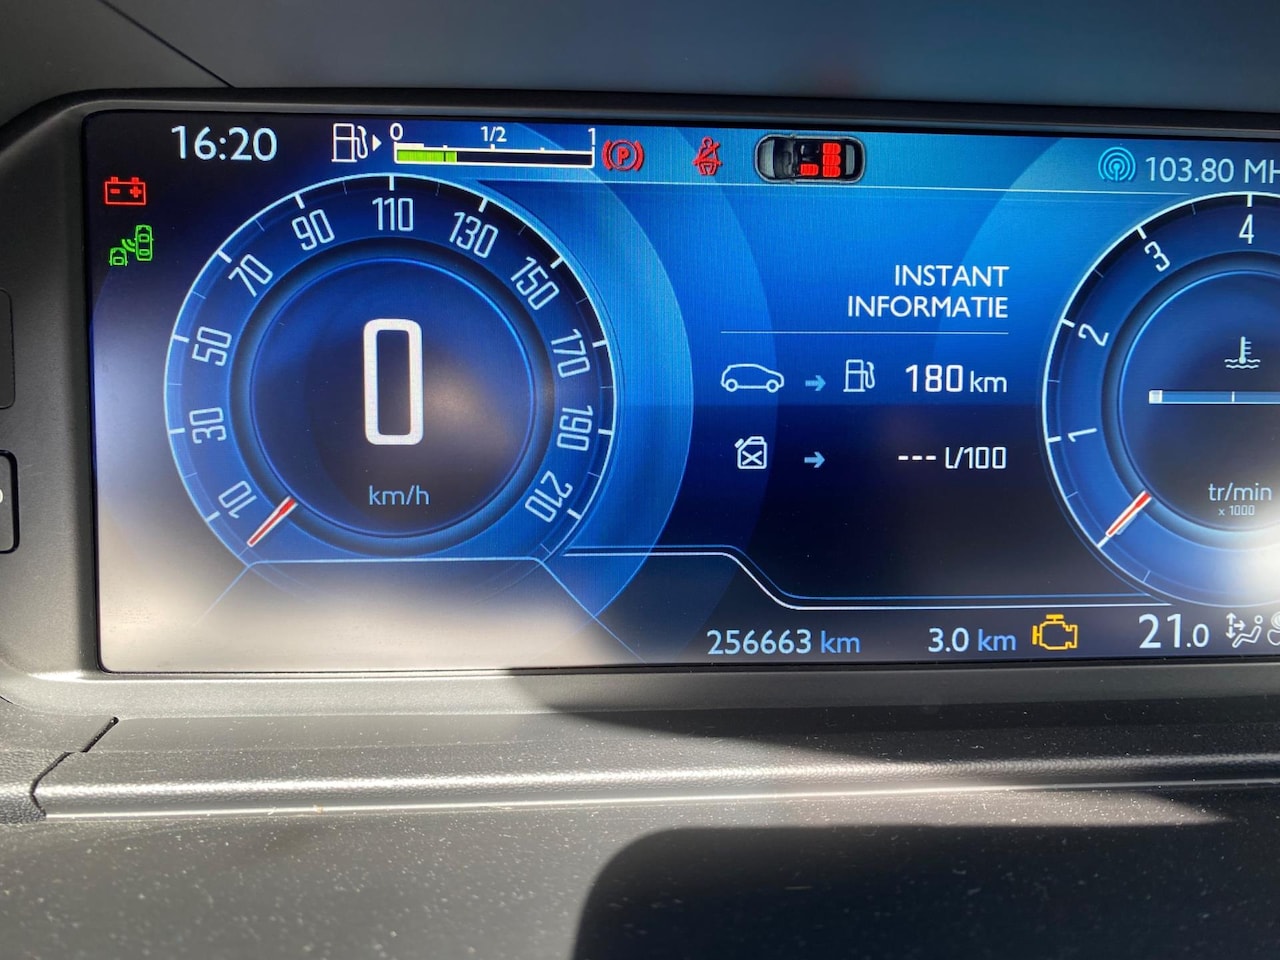 16:20
0 1/2 1
P
103.80 MH
10 30 50 70 90 110 130 150 170 190 210
0
km/h
INSTANT
INFORMATIE
180 km
--- l/100
1 2 3 4
tr/min
x 1000
256663 km 3.0 km 21.0